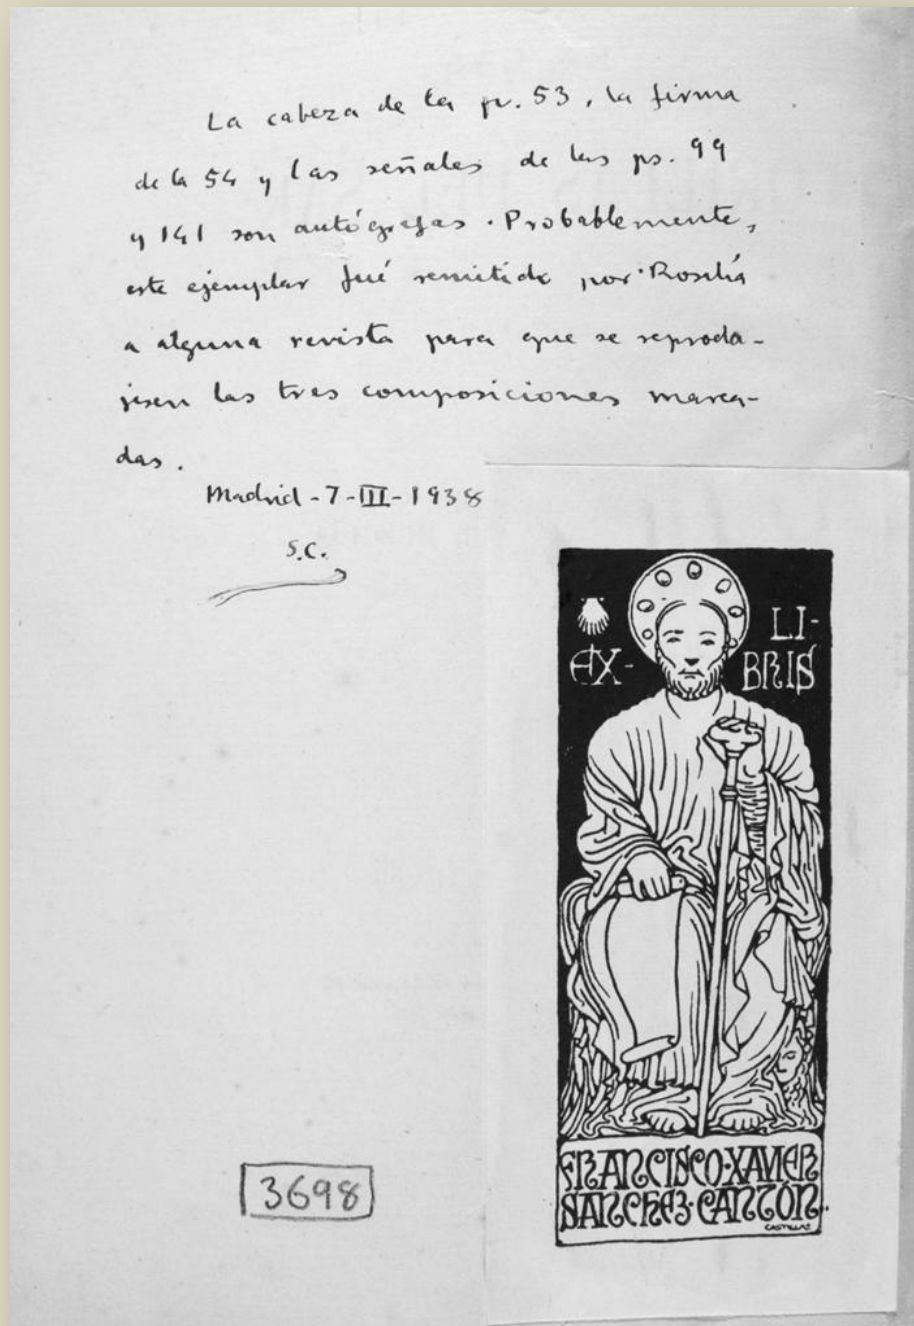 La cabeza de la p. 53, la firma
de la 54 y las señales de las ps. 99
y 141 son autógrafas. Probablemente,
este ejemplar fué remitido por Rosalía
a alguna revista para que se reprodu-
jesen las tres composiciones marca-
das.
Madrid-7-III-1938
S.C.
EX-LI-
BRIS
FRANCISCO·XAVIER
SANCHEZ·CANTON
CASTILLAS
3698